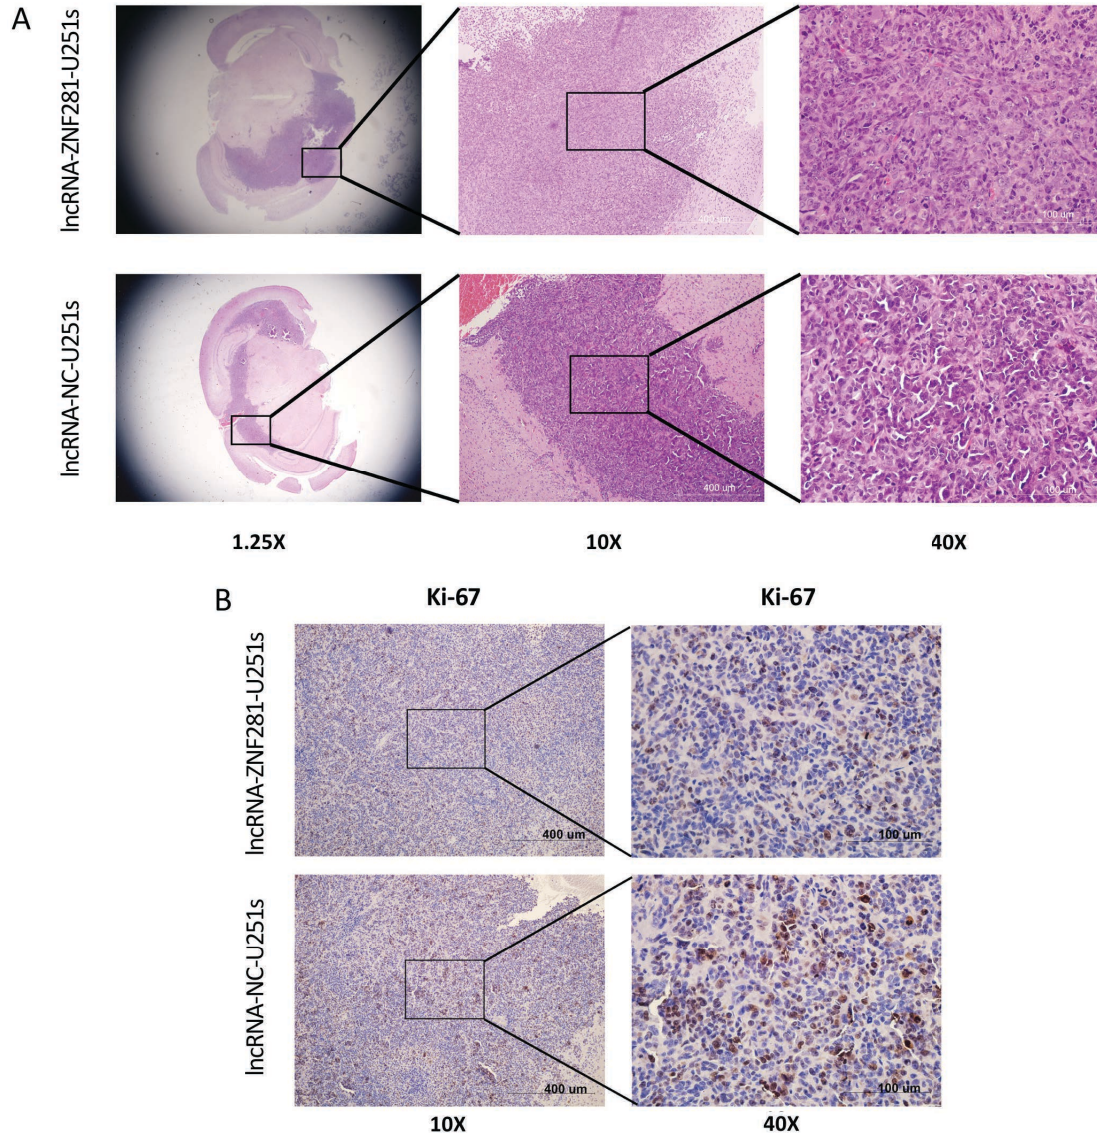 A
lncRNA-ZNF281-U251s
400 um
100 um
lncRNA-NC-U251s
400 um
100 um
1.25X
10X
40X
B
Ki-67
Ki-67
lncRNA-ZNF281-U251s
400 um
100 um
lncRNA-NC-U251s
400 um
100 um
10X
40X